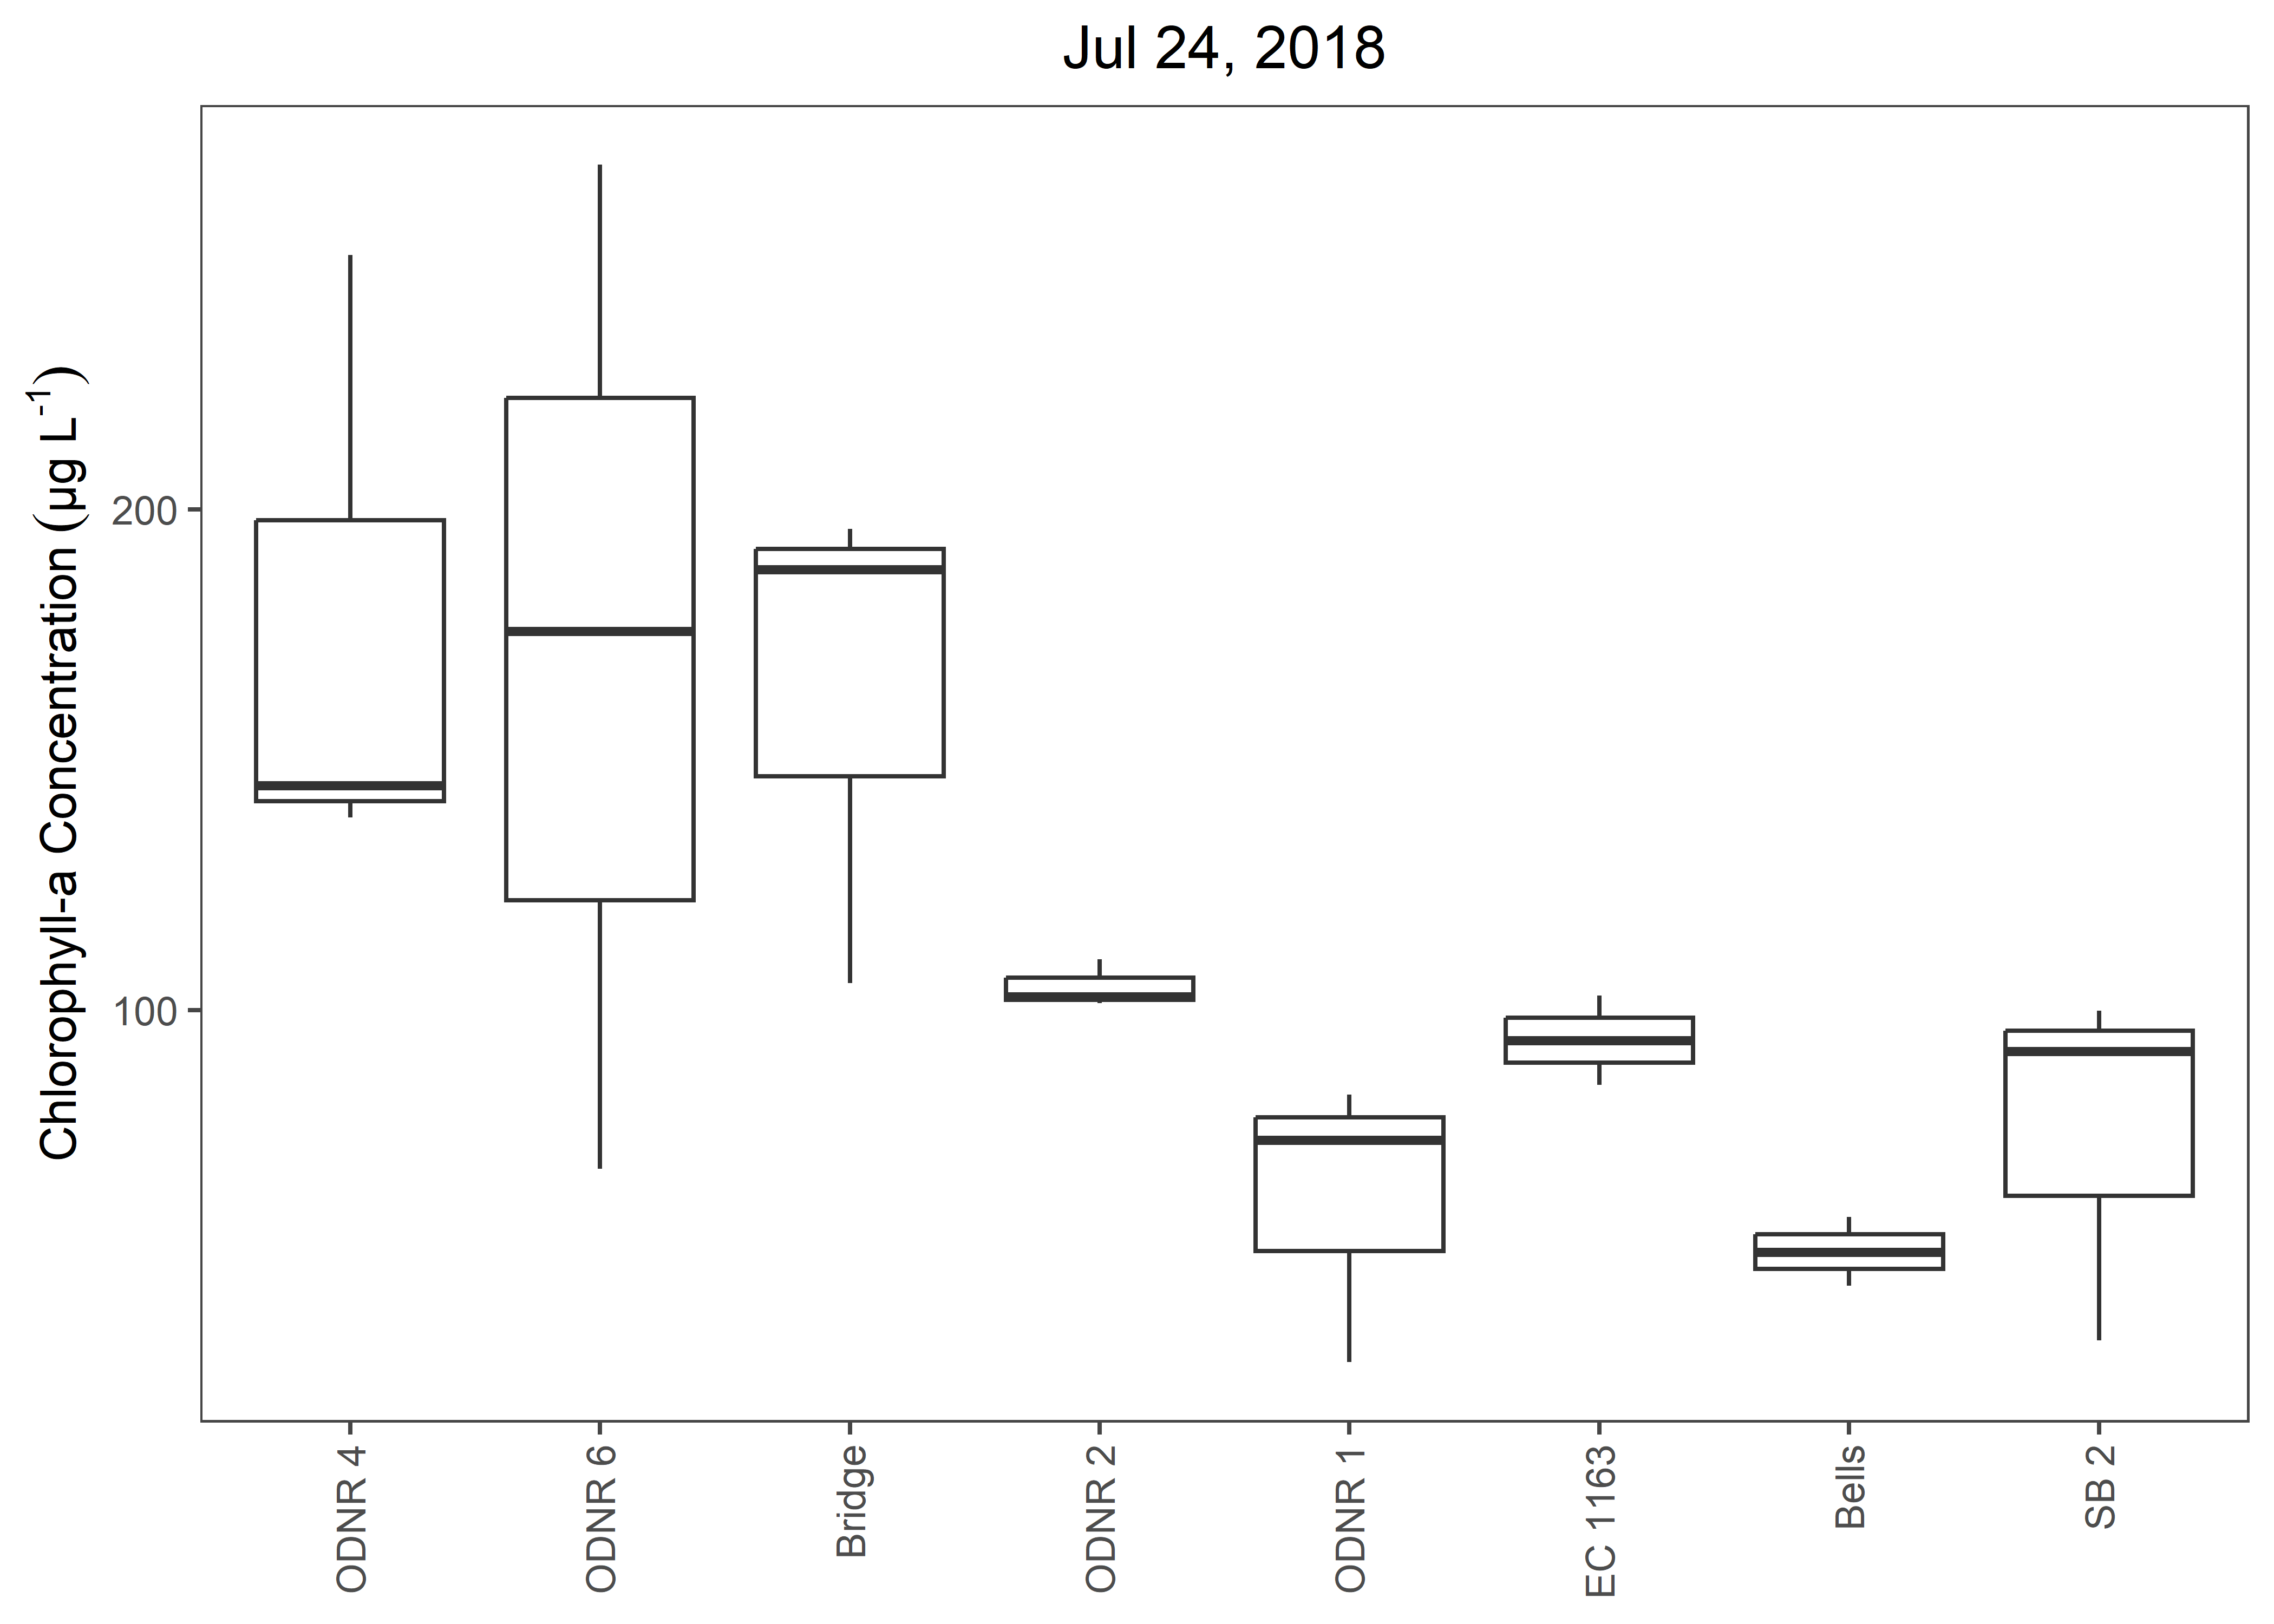 Jul 24, 2018
Chlorophyll-a Concentration (µg L⁻¹)
200
100
ODNR 4
ODNR 6
Bridge
ODNR 2
ODNR 1
EC 1163
Bells
SB 2